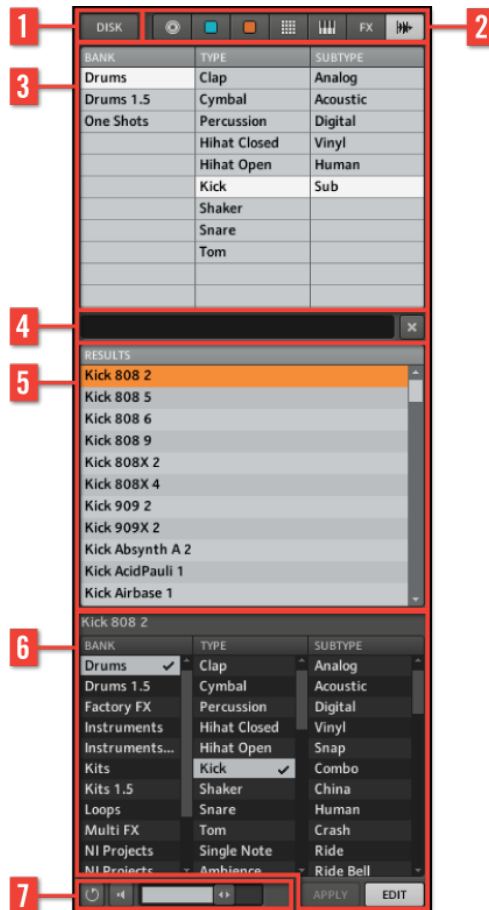 1
DISK
FX
2
3
BANK TYPE SUBTYPE
Drums Clap Analog
Drums 1.5 Cymbal Acoustic
One Shots Percussion Digital
Hihat Closed Vinyl
Hihat Open Human
Kick Sub
Shaker
Snare
Tom
4
5
RESULTS
Kick 808 2
Kick 808 5
Kick 808 6
Kick 808 9
Kick 808X 2
Kick 808X 4
Kick 909 2
Kick 909X 2
Kick Absynth A 2
Kick AcidPauli 1
Kick Airbase 1
6
Kick 808 2
BANK TYPE SUBTYPE
Drums Clap Analog
Drums 1.5 Cymbal Acoustic
Factory FX Percussion Digital
Instruments Hihat Closed Vinyl
Instruments... Hihat Open Snap
Kits Kick Combo
Kits 1.5 Shaker China
Loops Snare Human
Multi FX Tom Crash
NI Projects Single Note Ride
NI Projects Ambience Ride Bell
7
APPLY EDIT